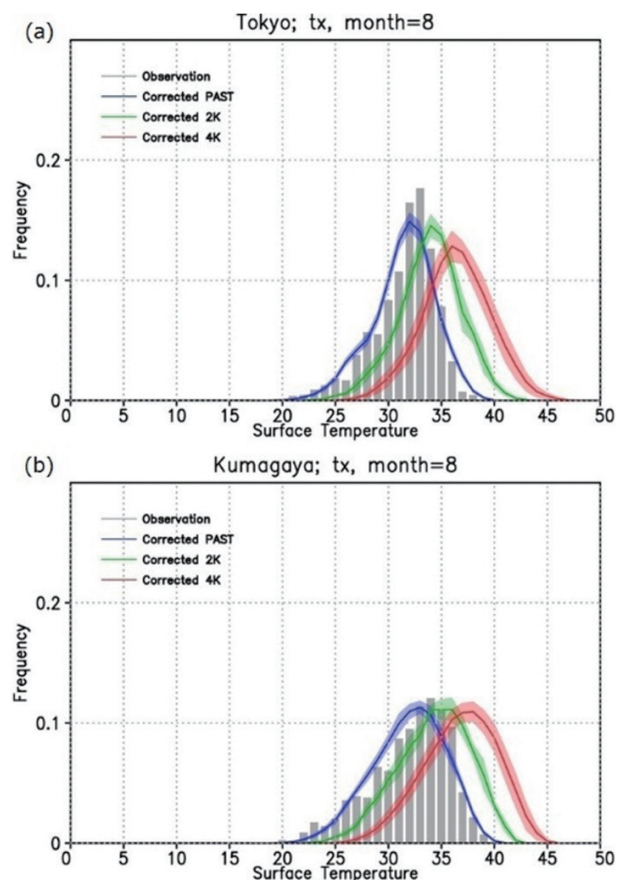 (a)
Tokyo; tx, month=8
Observation
Corrected PAST
Corrected 2K
Corrected 4K
Frequency
0.2
0.1
0
0 5 10 15 20 25 30 35 40 45 50
Surface Temperature
(b)
Kumagaya; tx, month=8
Observation
Corrected PAST
Corrected 2K
Corrected 4K
Frequency
0.2
0.1
0
0 5 10 15 20 25 30 35 40 45 50
Surface Temperature